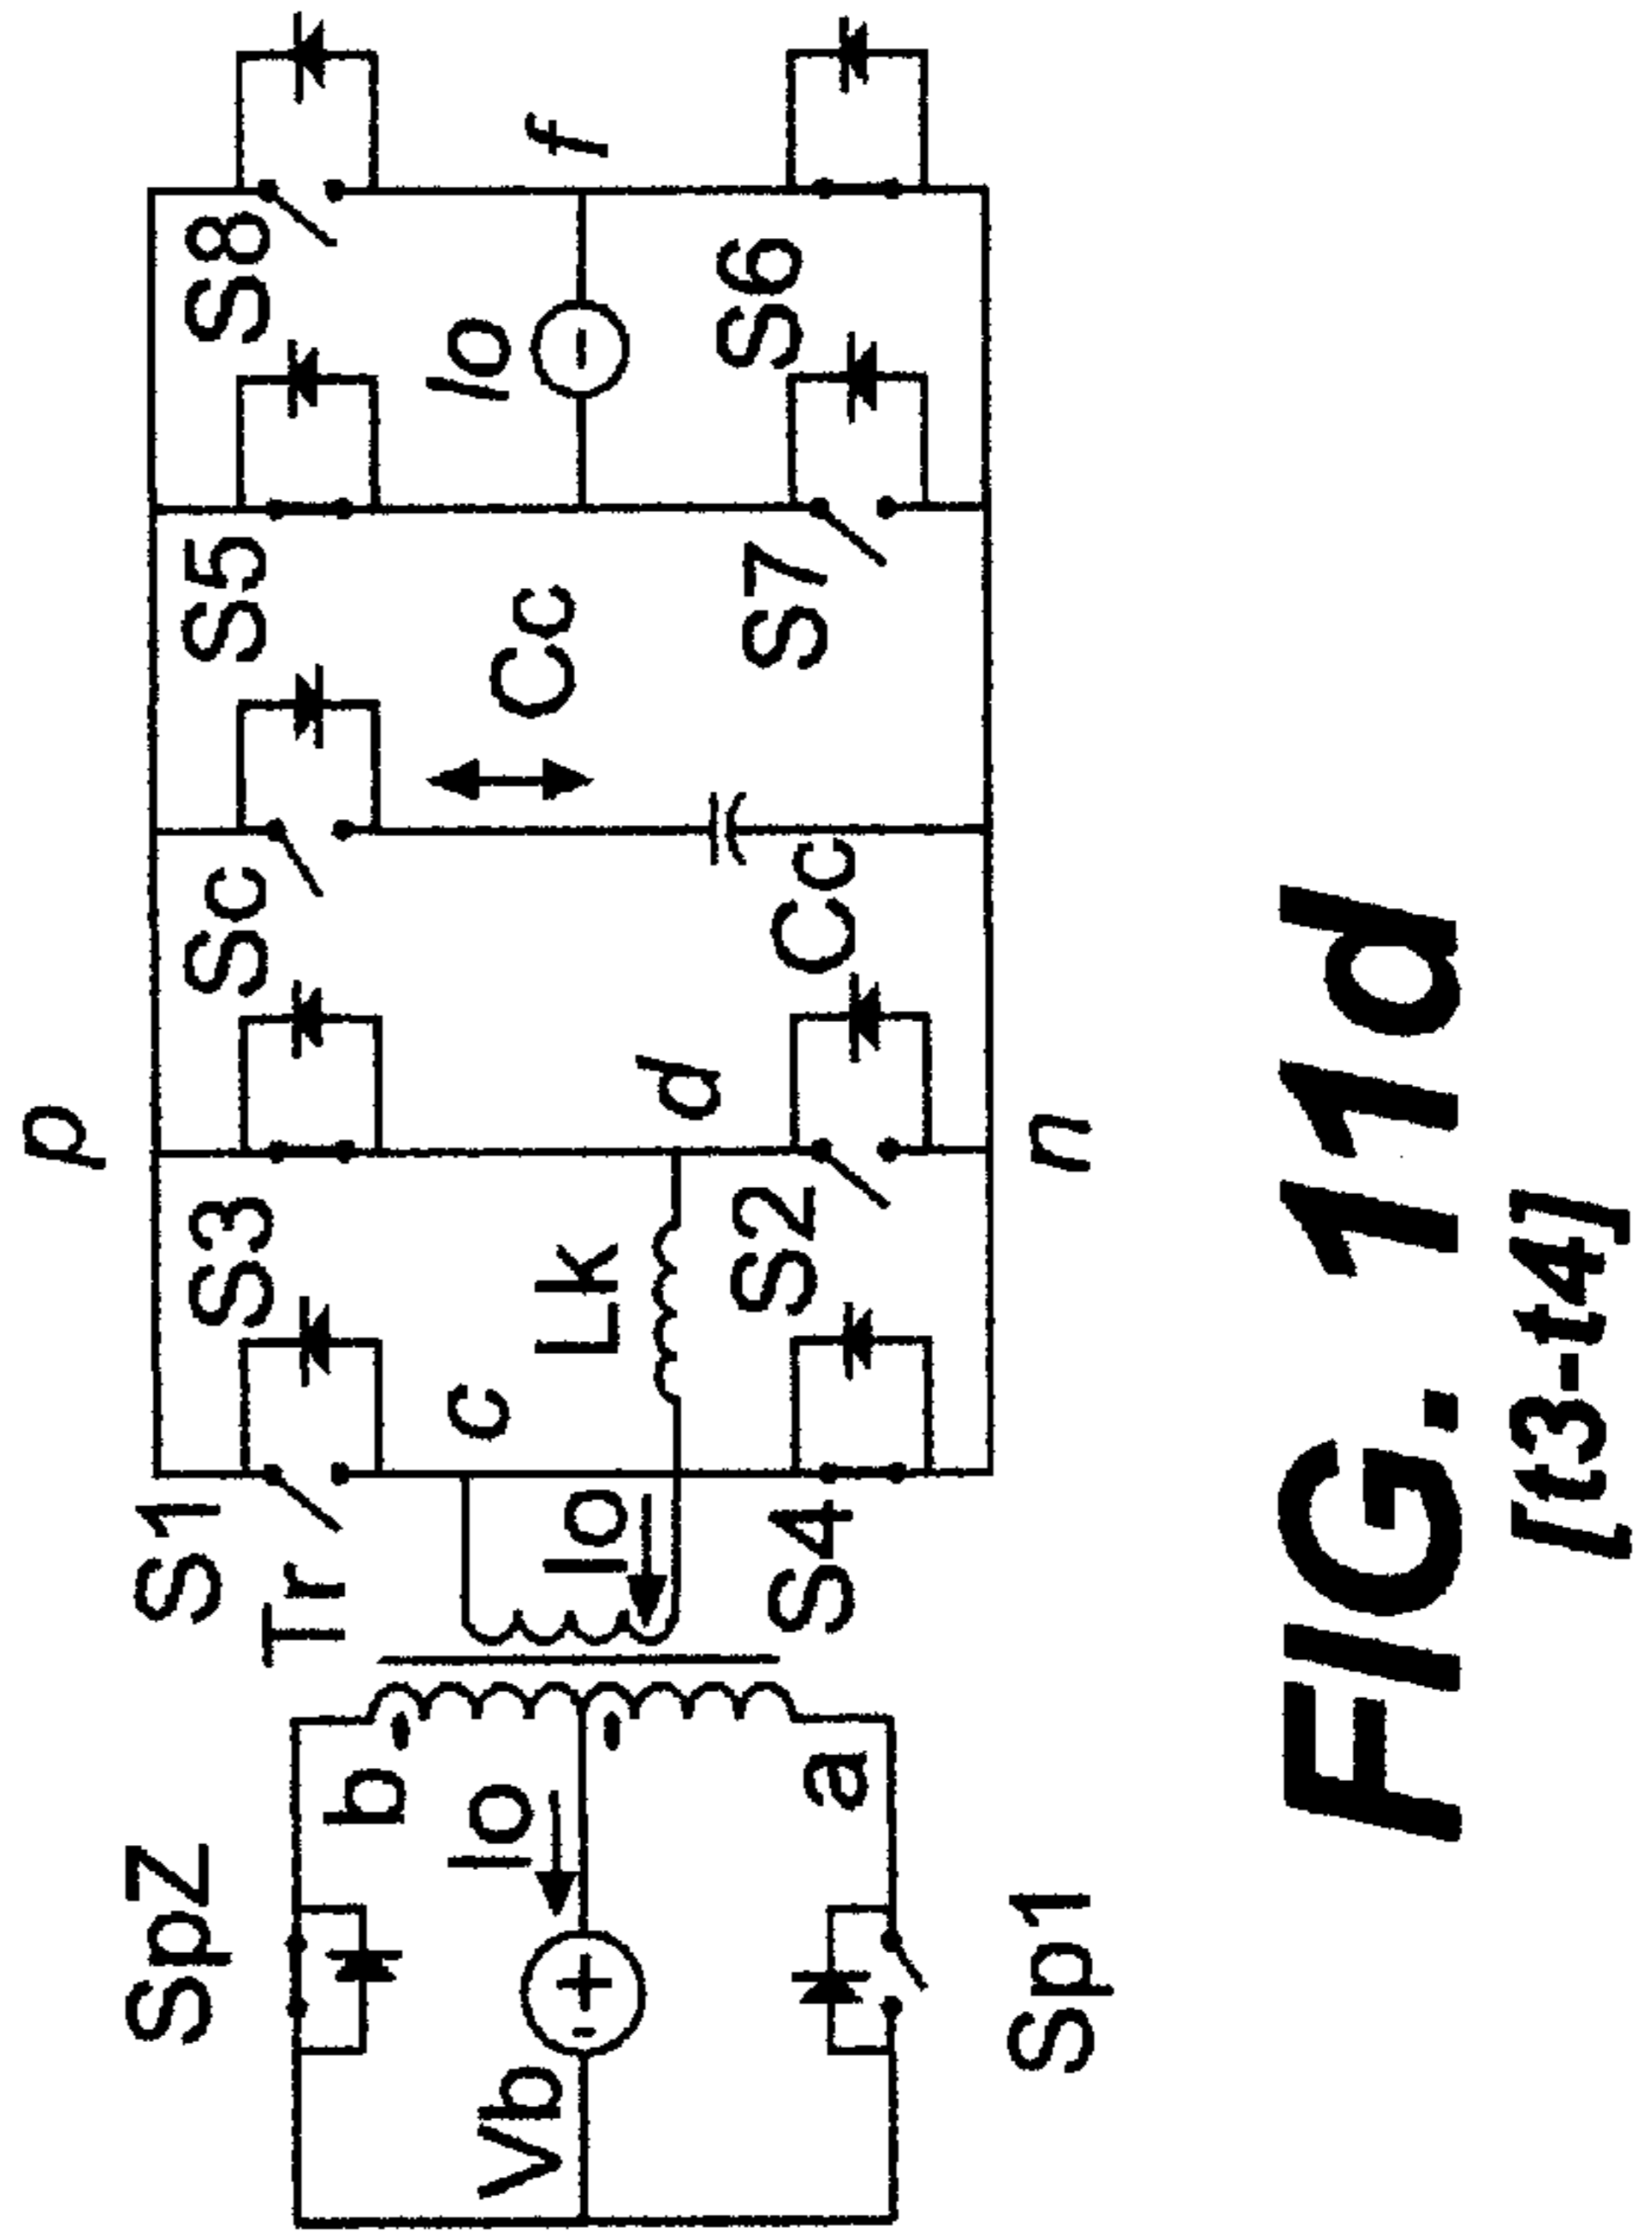 p
S1
S3
Sc
S5
S8
SpZ
Tr
b
c
Io
Lk
Cc
Io
f
Io
Vb
d
a
S4
S2
Cc
S7
S6
Sp1
n
FIG. 11d
[t3-t4]